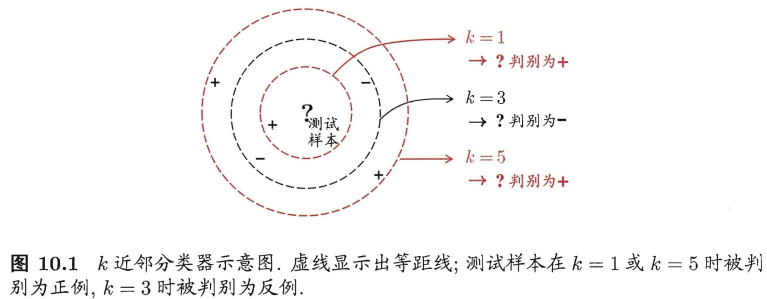 k = 1
→ ? 判别为+
+
−
k = 3
→ ? 判别为−
?
测试
样本
+
−
k = 5
→ ? 判别为+
+
图 10.1 k 近邻分类器示意图. 虚线显示出等距线; 测试样本在 k = 1 或 k = 5 时被判
别为正例, k = 3 时被判别为反例.